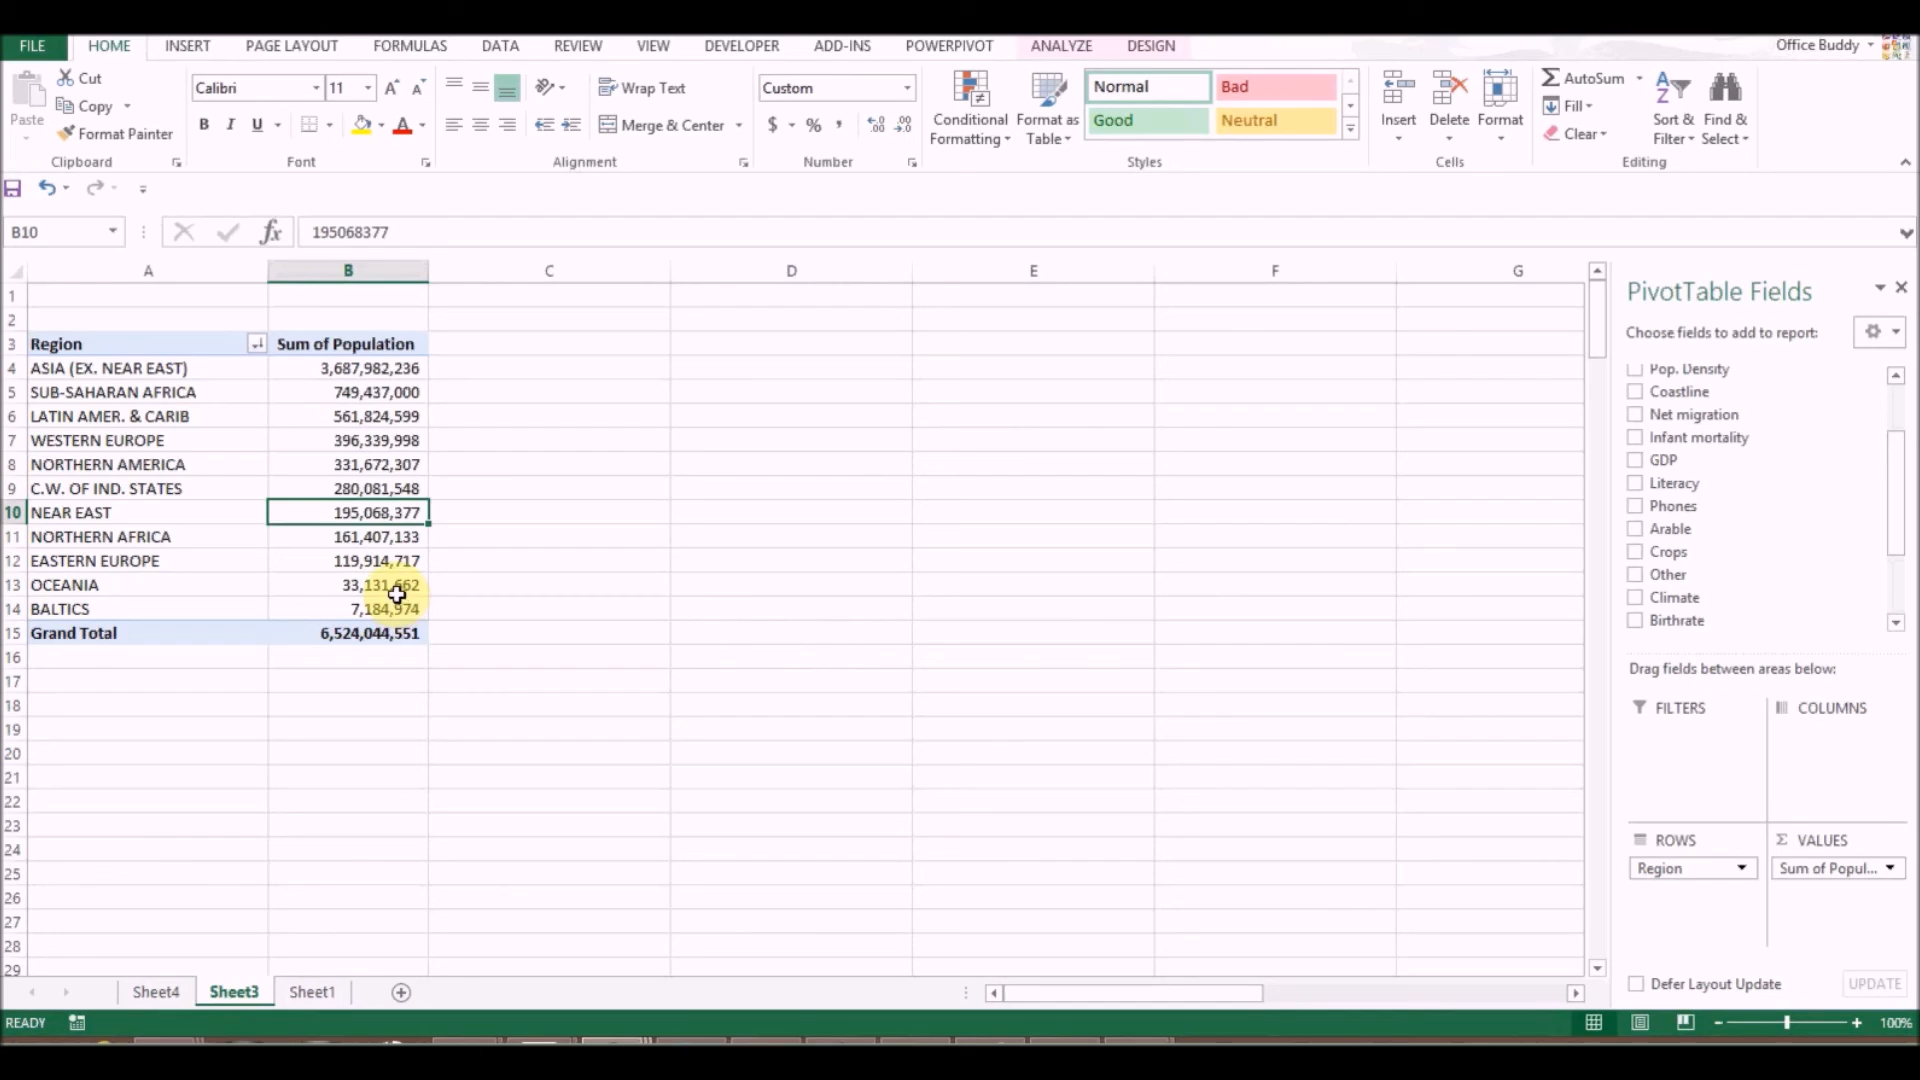 FILE HOME INSERT PAGE LAYOUT FORMULAS DATA REVIEW VIEW DEVELOPER ADD-INS POWERPIVOT ANALYZE DESIGN Office Buddy
Paste
Cut
Copy
Format Painter
Clipboard
Calibri 11
B I U
Font
Wrap Text
Merge & Center
Alignment
Custom
$ % ,
Number
Conditional Formatting
Format as Table
Normal Bad
Good Neutral
Styles
Insert Delete Format
Cells
AutoSum
Fill
Clear
Sort & Filter
Find & Select
Editing
B10 fx 195068377
A B C D E F G
1
2
3 Region Sum of Population
4 ASIA (EX. NEAR EAST) 3,687,982,236
5 SUB-SAHARAN AFRICA 749,437,000
6 LATIN AMER. & CARIB 561,824,599
7 WESTERN EUROPE 396,339,998
8 NORTHERN AMERICA 331,672,307
9 C.W. OF IND. STATES 280,081,548
10 NEAR EAST 195,068,377
11 NORTHERN AFRICA 161,407,133
12 EASTERN EUROPE 119,914,717
13 OCEANIA 33,131,662
14 BALTICS 7,184,974
15 Grand Total 6,524,044,551
16
17
18
19
20
21
22
23
24
25
26
27
28
29
PivotTable Fields
Choose fields to add to report:
Pop. Density
Coastline
Net migration
Infant mortality
GDP
Literacy
Phones
Arable
Crops
Other
Climate
Birthrate
Drag fields between areas below:
FILTERS COLUMNS
ROWS Σ VALUES
Region Sum of Popul...
Defer Layout Update UPDATE
Sheet4 Sheet3 Sheet1
READY 100%